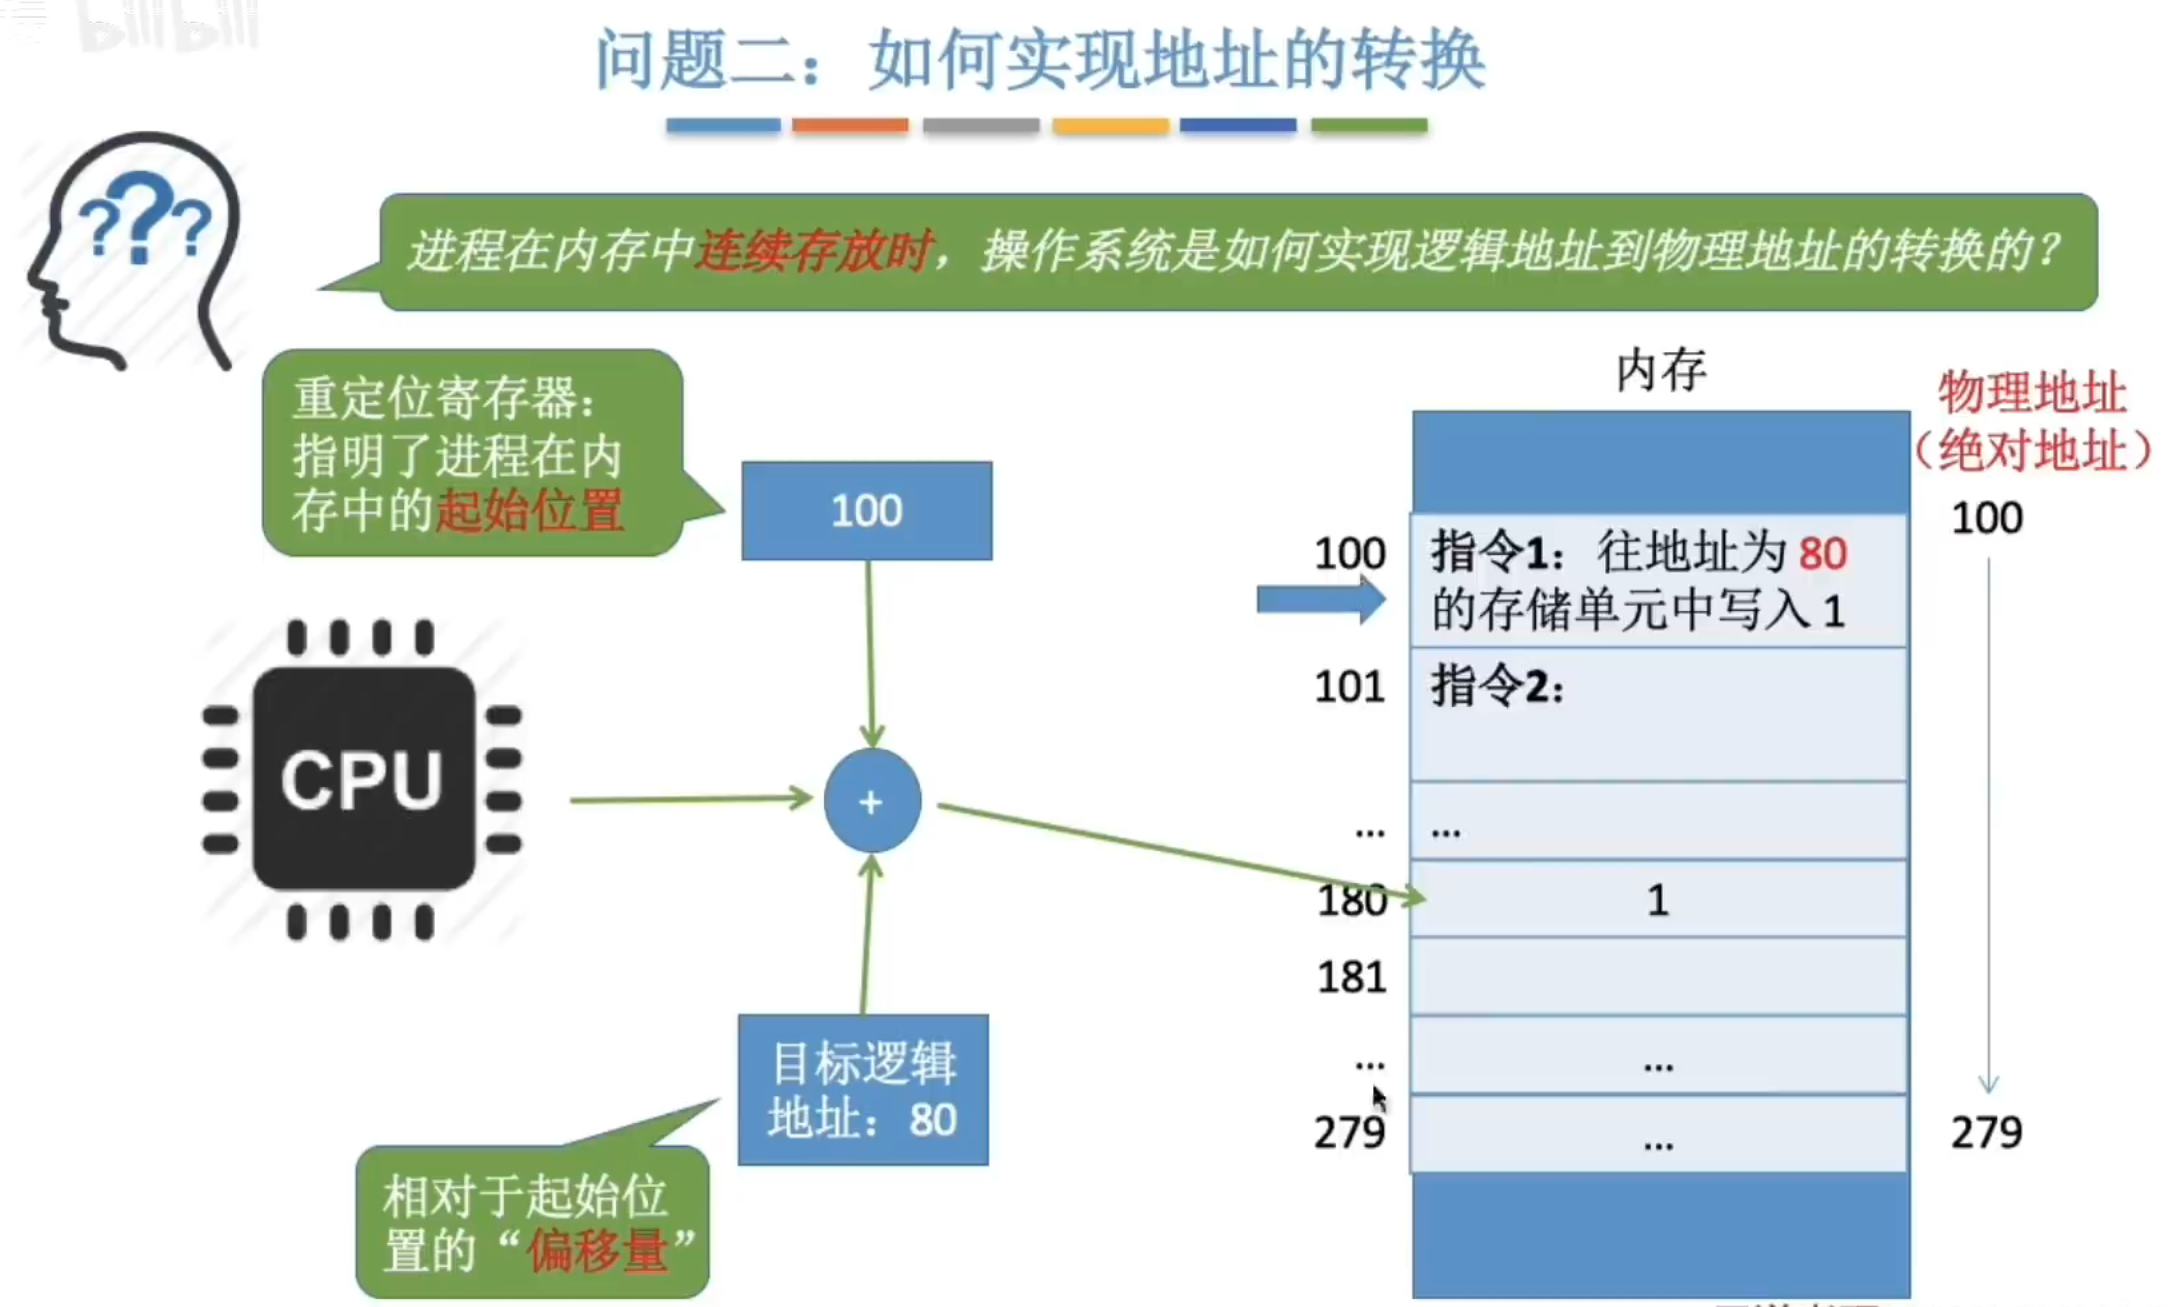 bilibili
问题二：如何实现地址的转换
???
进程在内存中连续存放时，操作系统是如何实现逻辑地址到物理地址的转换的？
重定位寄存器：
指明了进程在内
存中的起始位置
100
CPU
+
目标逻辑
地址：80
相对于起始位
置的“偏移量”
内存
物理地址
（绝对地址）
100
279
100
指令1：往地址为 80
的存储单元中写入 1
101
指令2：
...
...
180
1
181
...
...
279
...